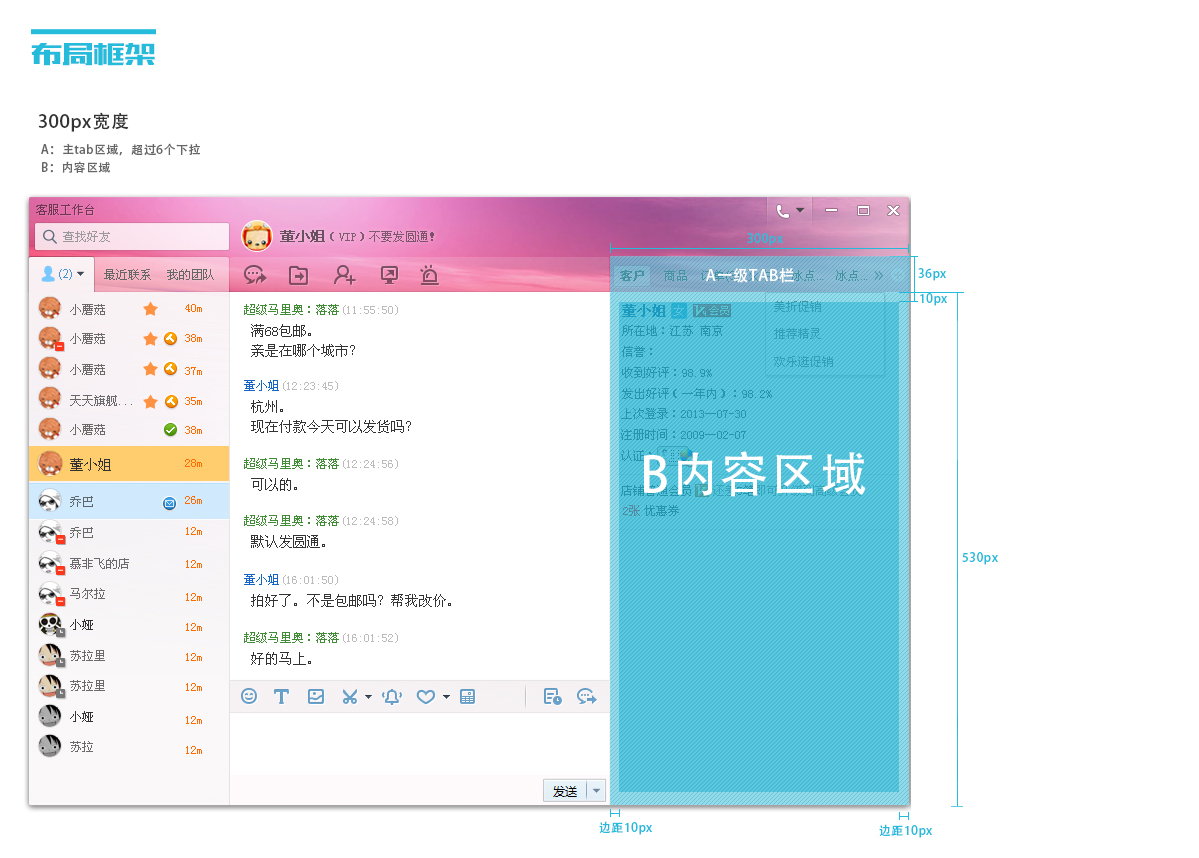 布局框架
300px宽度
A：主tab区域，超过6个下拉
B：内容区域
客服工作台
查找好友
董小姐（VIP）不要发圆通！
300px
(2)
最近联系
我的团队
客户
商品
A一级TAB栏
冰点...
冰点...
36px
10px
小蘑菇
40m
小蘑菇
38m
小蘑菇
37m
天天旗舰...
35m
小蘑菇
38m
董小姐
28m
乔巴
26m
乔巴
12m
慕非飞的店
12m
马尔拉
12m
小娅
12m
苏拉里
12m
苏拉里
12m
小娅
12m
苏拉
12m
超级马里奥：落落(11:55:50)
满68包邮。
亲是在哪个城市？
董小姐(12:23:45)
杭州。
现在付款今天可以发货吗？
超级马里奥：落落(12:24:56)
可以的。
超级马里奥：落落(12:24:58)
默认发圆通。
董小姐(16:01:50)
拍好了。不是包邮吗？帮我改价。
超级马里奥：落落(16:01:52)
好的马上。
发送
董小姐 女 会员
美折促销
推荐精灵
欢乐逛促销
所在地：江苏 南京
信誉：
收到好评：98.9%
发出好评（一年内）：98.2%
上次登录：2013—07-30
注册时间：2009—02-07
认证：
B内容区域
2张 优惠券
530px
边距10px
边距10px